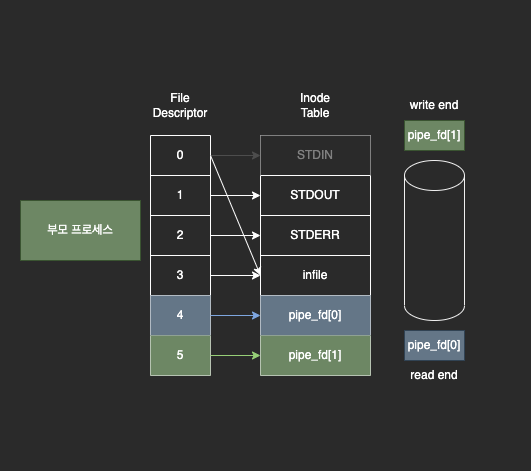 File
Descriptor
Inode
Table
write end
pipe_fd[1]
0
STDIN
1
STDOUT
2
STDERR
부모 프로세스
3
infile
4
pipe_fd[0]
5
pipe_fd[1]
pipe_fd[0]
read end